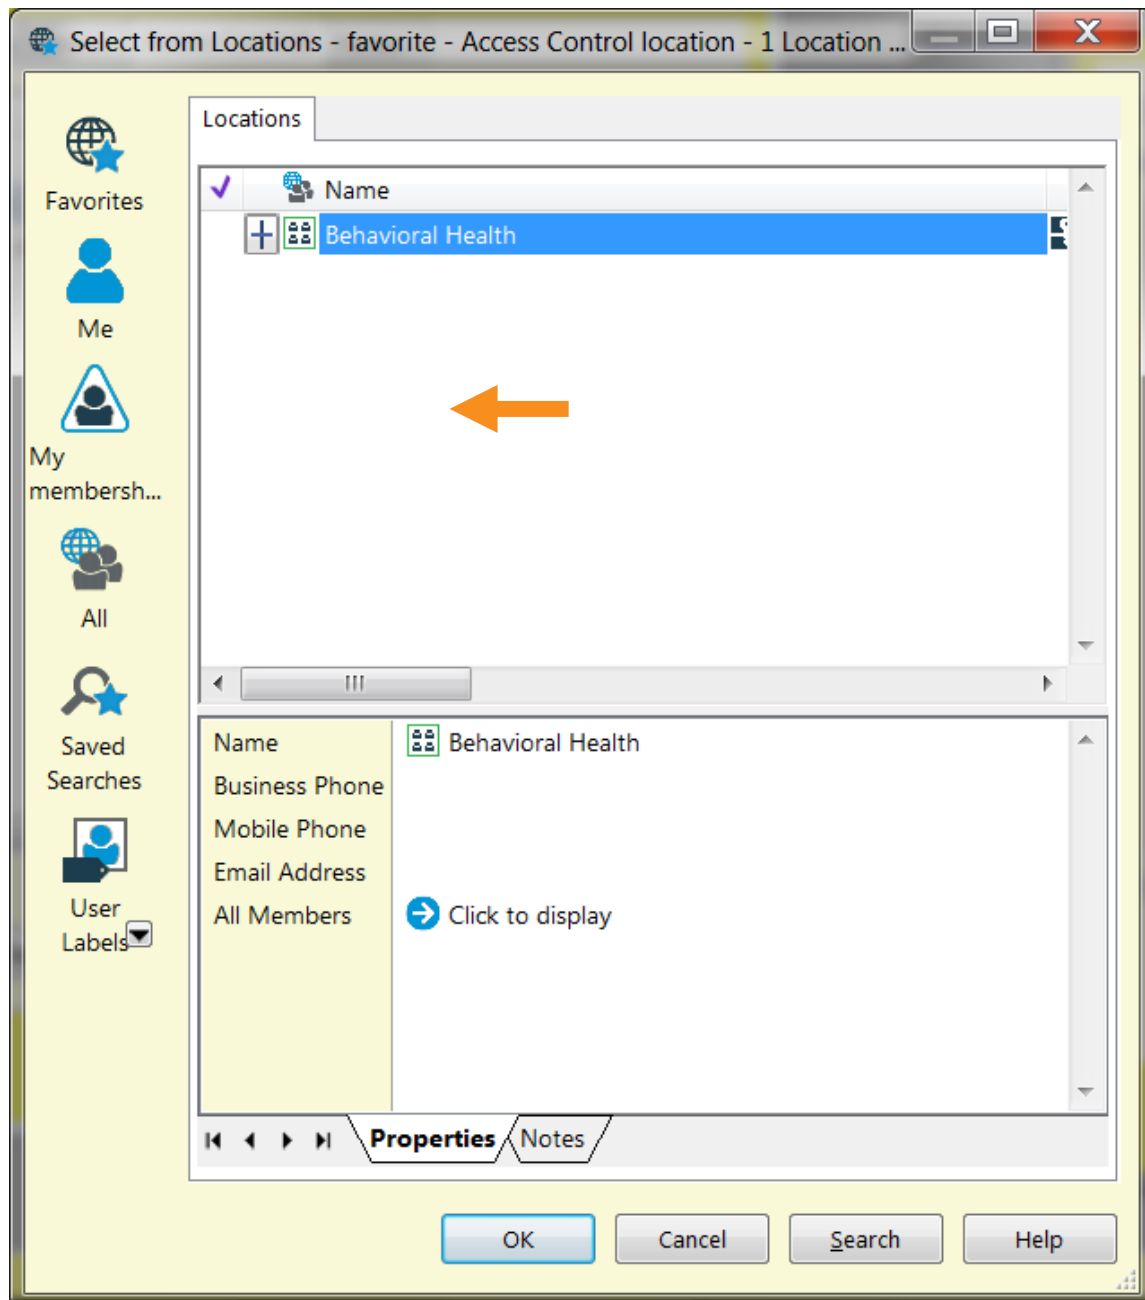 Select from Locations - favorite - Access Control location - 1 Location ...
Favorites
Me
My
membersh...
All
Saved
Searches
User
Labels
Locations
Name
Behavioral Health
Name
Behavioral Health
Business Phone
Mobile Phone
Email Address
All Members
Click to display
Properties
Notes
OK
Cancel
Search
Help